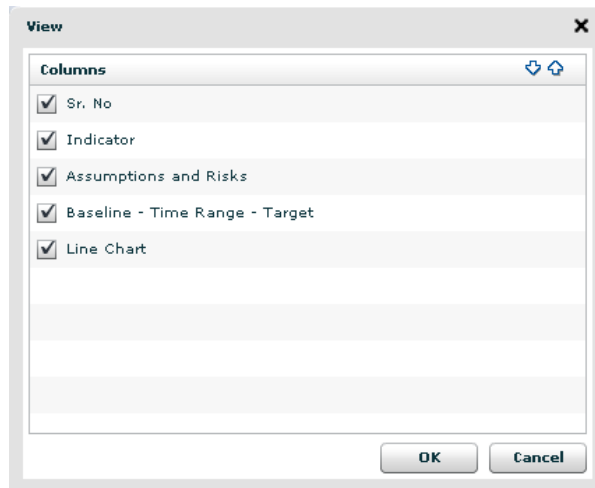 View
Columns
Sr. No
Indicator
Assumptions and Risks
Baseline - Time Range - Target
Line Chart
OK Cancel